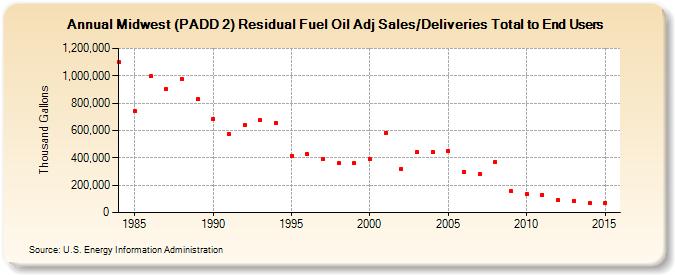 Annual Midwest (PADD 2) Residual Fuel Oil Adj Sales/Deliveries Total to End Users
Thousand Gallons
1,200,000
1,000,000
800,000
600,000
400,000
200,000
0
1985 1990 1995 2000 2005 2010 2015
Source: U.S. Energy Information Administration